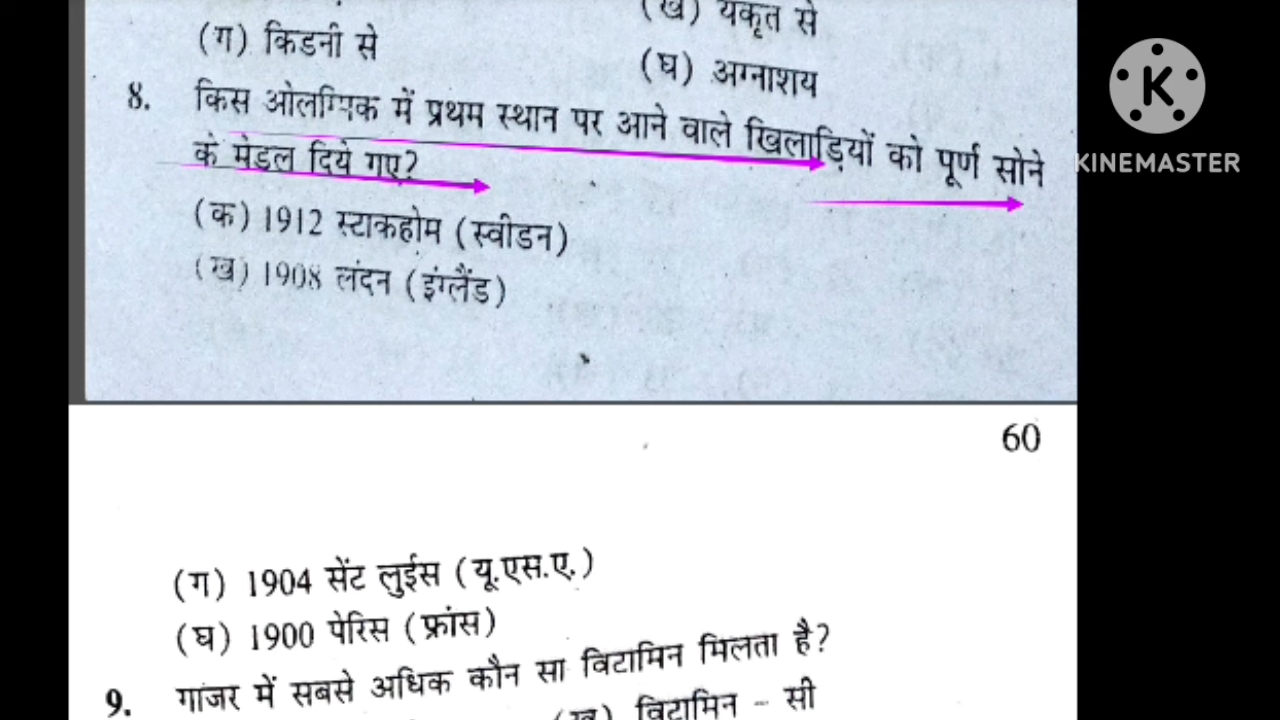 (ख) यकृत से
(ग) किडनी से
(घ) अग्नाशय
8. किस ओलम्पिक में प्रथम स्थान पर आने वाले खिलाड़ियों को पूर्ण सोने
के मेडल दिये गए?
(क) 1912 स्टाकहोम (स्वीडन)
(ख) 1908 लंदन (इंग्लैंड)
60
(ग) 1904 सेंट लुईस (यू.एस.ए.)
(घ) 1900 पेरिस (फ्रांस)
9. गाजर में सबसे अधिक कौन सा विटामिन मिलता है?
(ख) विटामिन – सी
K
KINEMASTER